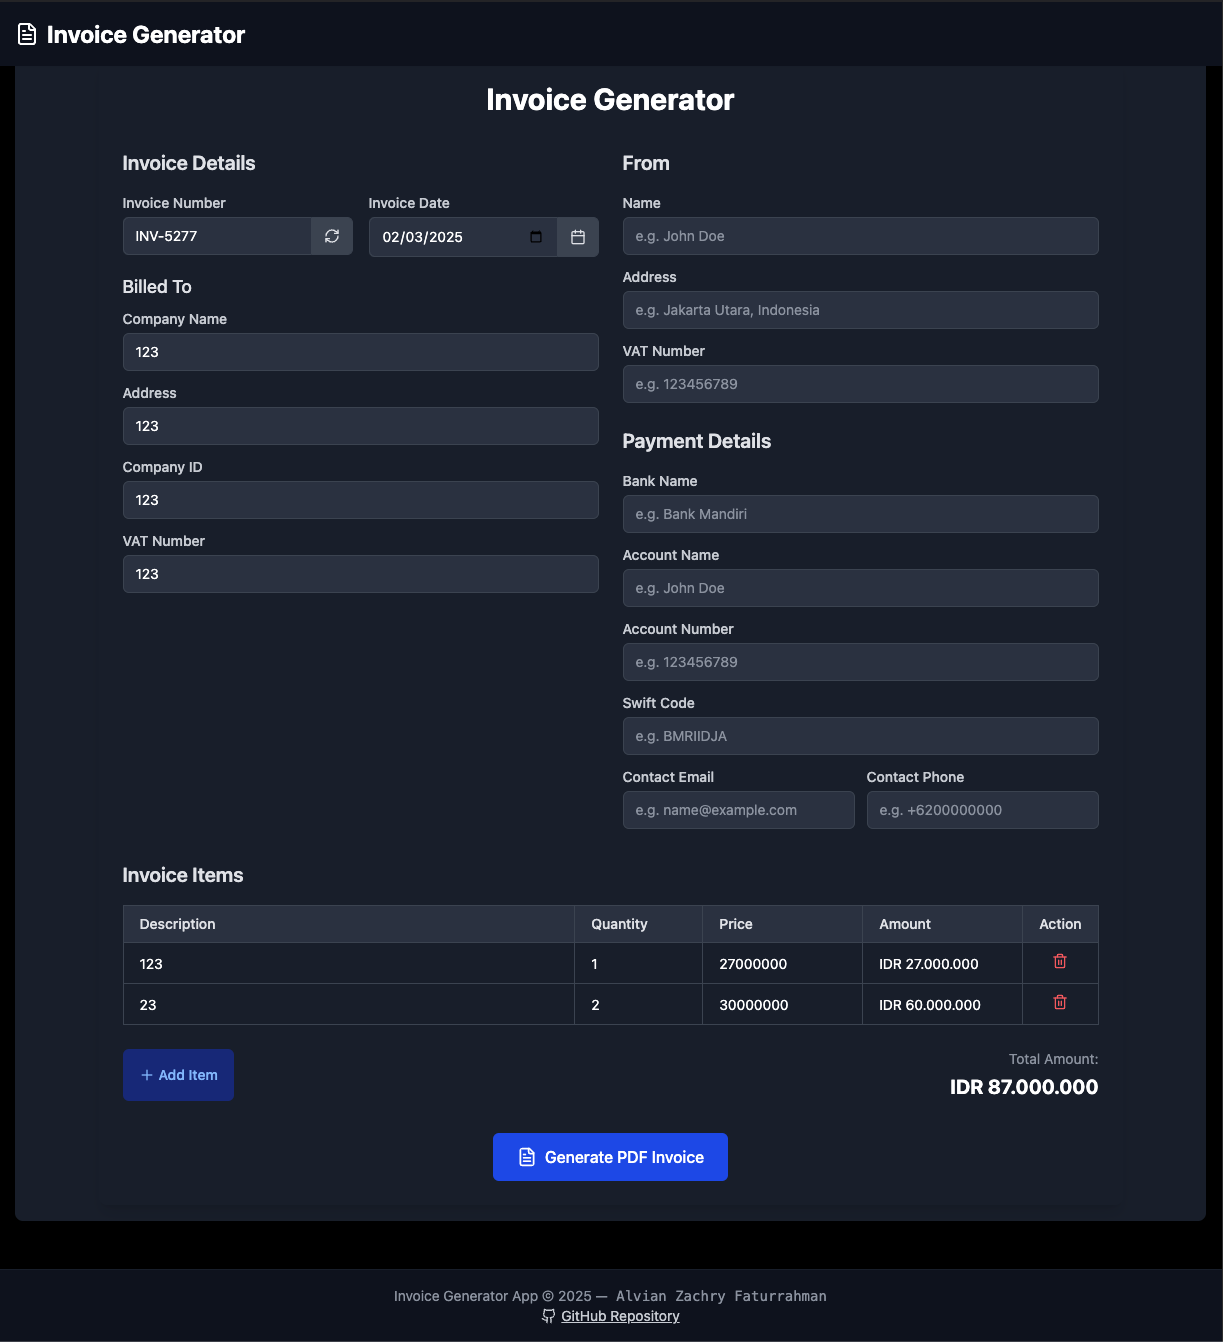 Invoice Generator
Invoice Generator
Invoice Details
Invoice Number
Invoice Date
INV-5277
02/03/2025
Billed To
Company Name
123
Address
123
Company ID
123
VAT Number
123
From
Name
e.g. John Doe
Address
e.g. Jakarta Utara, Indonesia
VAT Number
e.g. 123456789
Payment Details
Bank Name
e.g. Bank Mandiri
Account Name
e.g. John Doe
Account Number
e.g. 123456789
Swift Code
e.g. BMRIIDJA
Contact Email
Contact Phone
e.g. name@example.com
e.g. +6200000000
Invoice Items
Description Quantity Price Amount Action
123 1 27000000 IDR 27.000.000
23 2 30000000 IDR 60.000.000
+ Add Item
Total Amount:
IDR 87.000.000
Generate PDF Invoice
Invoice Generator App © 2025 — Alvian Zachry Faturrahman
GitHub Repository